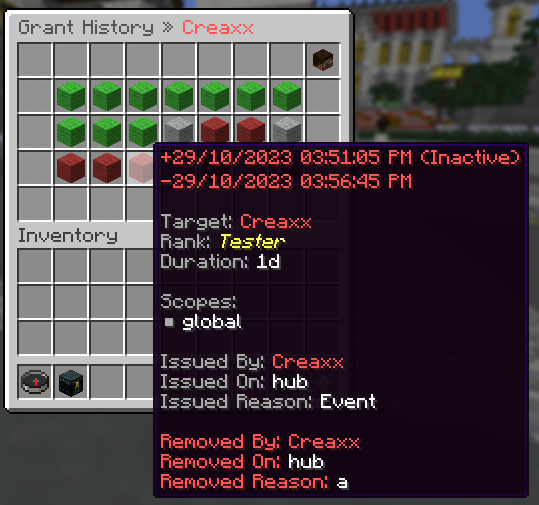 Grant History » Creaxx
+29/10/2023 03:51:05 PM (Inactive)
-29/10/2023 03:56:45 PM
Target: Creaxx
Rank: Tester
Duration: 1d
Scopes:
▪ global
Issued By: Creaxx
Issued On: hub
Issued Reason: Event
Removed By: Creaxx
Removed On: hub
Removed Reason: a
Inventory